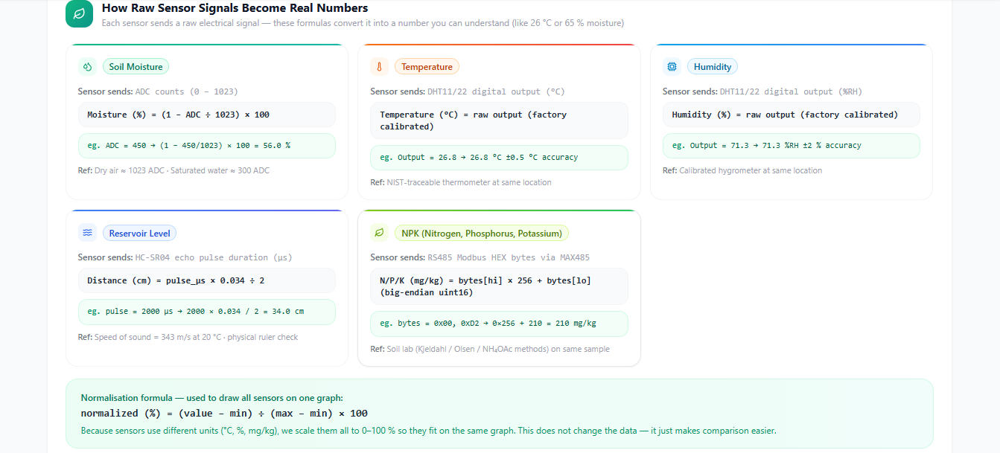 How Raw Sensor Signals Become Real Numbers
Each sensor sends a raw electrical signal — these formulas convert it into a number you can understand (like 26 °C or 65 % moisture)
Soil Moisture
Sensor sends: ADC counts (0 – 1023)
Moisture (%) = (1 – ADC ÷ 1023) × 100
eg. ADC = 450 → (1 – 450/1023) × 100 = 56.0 %
Ref: Dry air ≈ 1023 ADC · Saturated water ≈ 300 ADC
Temperature
Sensor sends: DHT11/22 digital output (°C)
Temperature (°C) = raw output (factory
calibrated)
eg. Output = 26.8 → 26.8 °C ±0.5 °C accuracy
Ref: NIST-traceable thermometer at same location
Humidity
Sensor sends: DHT11/22 digital output (%RH)
Humidity (%) = raw output (factory calibrated)
eg. Output = 71.3 → 71.3 %RH ±2 % accuracy
Ref: Calibrated hygrometer at same location
Reservoir Level
Sensor sends: HC-SR04 echo pulse duration (µs)
Distance (cm) = pulse_µs × 0.034 ÷ 2
eg. pulse = 2000 µs → 2000 × 0.034 / 2 = 34.0 cm
Ref: Speed of sound = 343 m/s at 20 °C · physical ruler check
NPK (Nitrogen, Phosphorus, Potassium)
Sensor sends: RS485 Modbus HEX bytes via MAX485
N/P/K (mg/kg) = bytes[hi] × 256 + bytes[lo]
(big-endian uint16)
eg. bytes = 0x00, 0xD2 → 0×256 + 210 = 210 mg/kg
Ref: Soil lab (Kjeldahl / Olsen / NH₄OAc methods) on same sample
Normalisation formula — used to draw all sensors on one graph:
normalized (%) = (value – min) ÷ (max – min) × 100
Because sensors use different units (°C, %, mg/kg), we scale them all to 0–100 % so they fit on the same graph. This does not change the data — it just makes comparison easier.